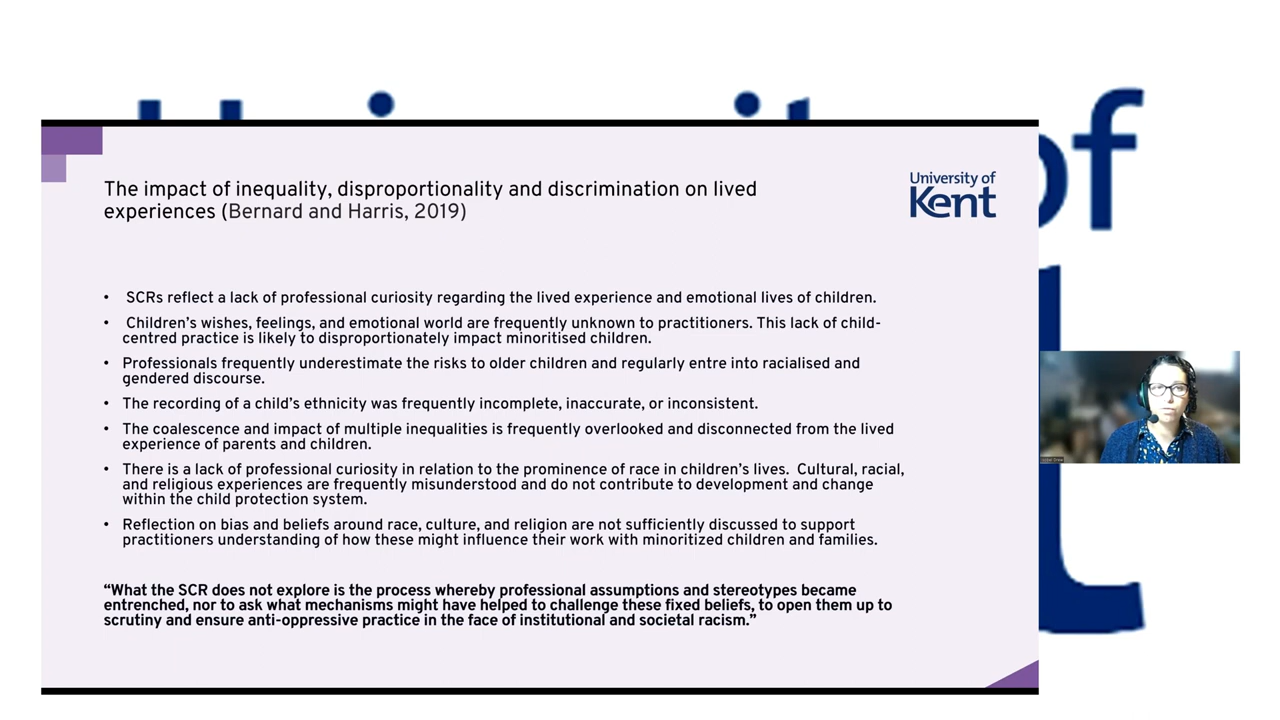 The impact of inequality, disproportionality and discrimination on lived
experiences (Bernard and Harris, 2019)
University of
Kent
of
• SCRs reflect a lack of professional curiosity regarding the lived experience and emotional lives of children.
• Children's wishes, feelings, and emotional world are frequently unknown to practitioners. This lack of child-
centred practice is likely to disproportionately impact minoritised children.
• Professionals frequently underestimate the risks to older children and regularly entre into racialised and
gendered discourse.
• The recording of a child's ethnicity was frequently incomplete, inaccurate, or inconsistent.
• The coalescence and impact of multiple inequalities is frequently overlooked and disconnected from the lived
experience of parents and children.
• There is a lack of professional curiosity in relation to the prominence of race in children's lives. Cultural, racial,
and religious experiences are frequently misunderstood and do not contribute to development and change
within the child protection system.
• Reflection on bias and beliefs around race, culture, and religion are not sufficiently discussed to support
practitioners understanding of how these might influence their work with minoritized children and families.
“What the SCR does not explore is the process whereby professional assumptions and stereotypes became
entrenched, nor to ask what mechanisms might have helped to challenge these fixed beliefs, to open them up to
scrutiny and ensure anti-oppressive practice in the face of institutional and societal racism.”